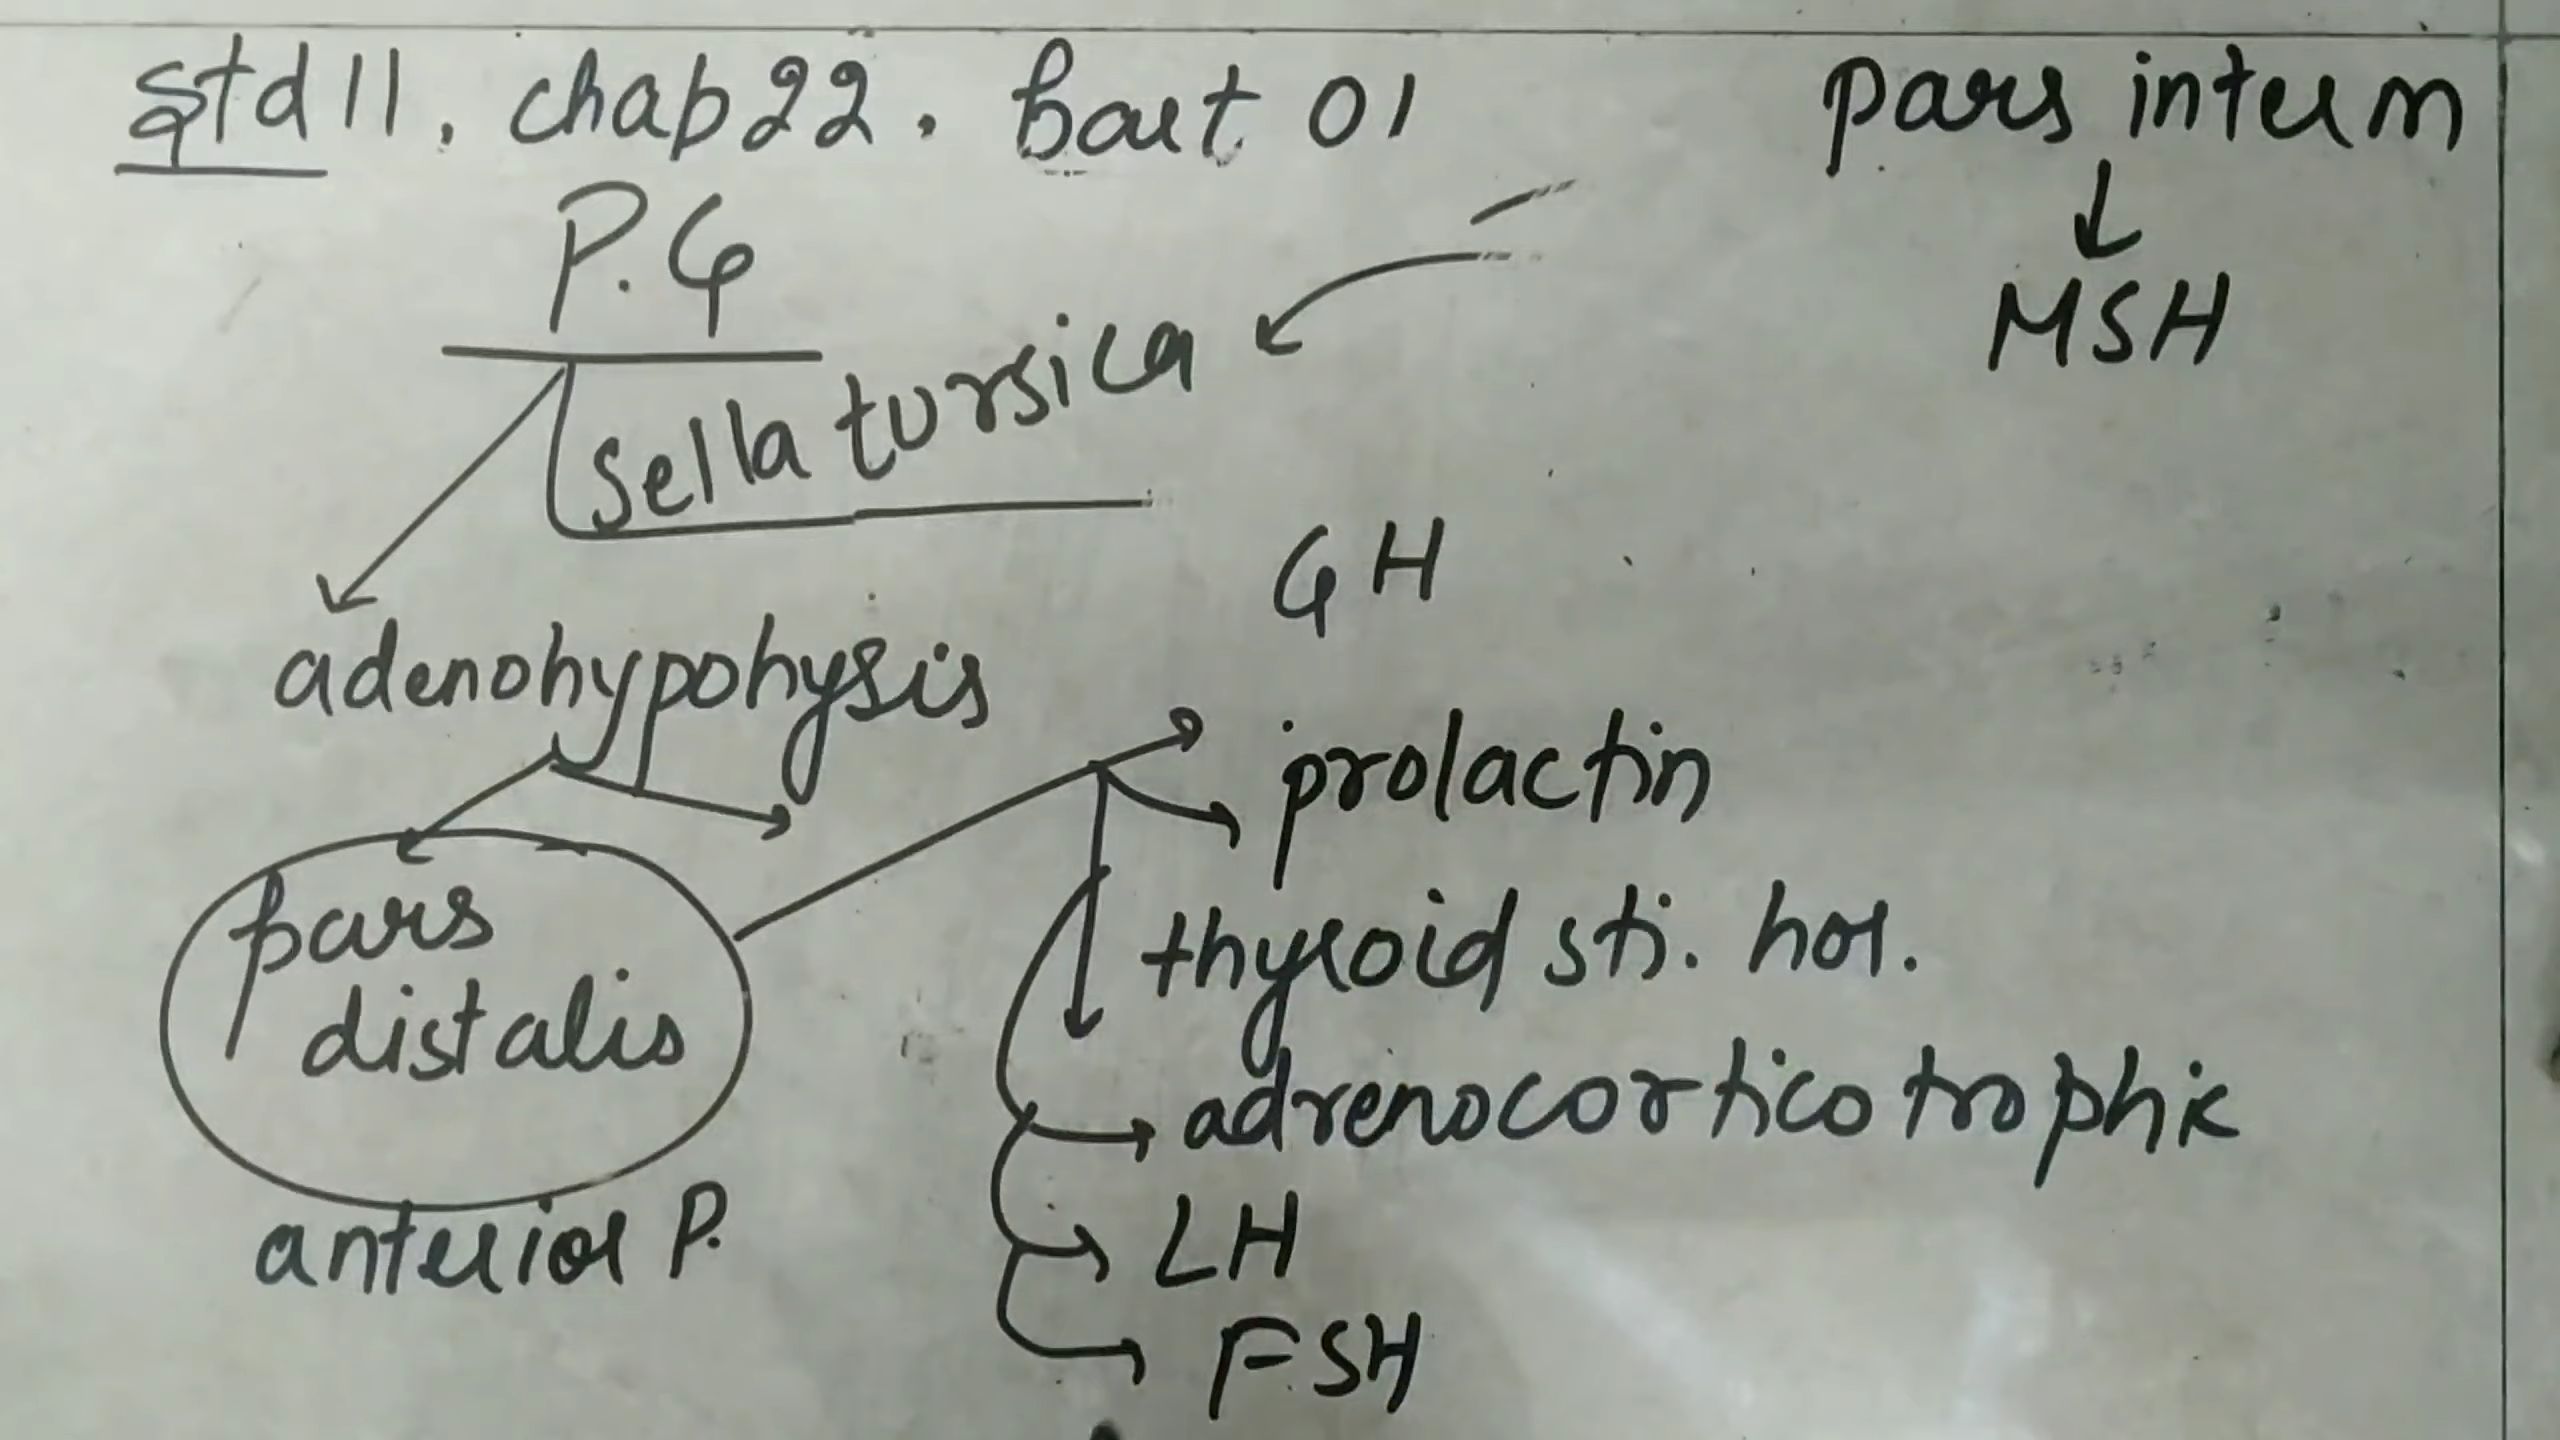 std 11. chap 22. Part 01
pars interm
MSH
P.G
sella tursica
GH
adenohypohysis
prolactin
pars
distalis
thyroid sti. hor.
adrenocorticotrophic
anterior P.
LH
FSH